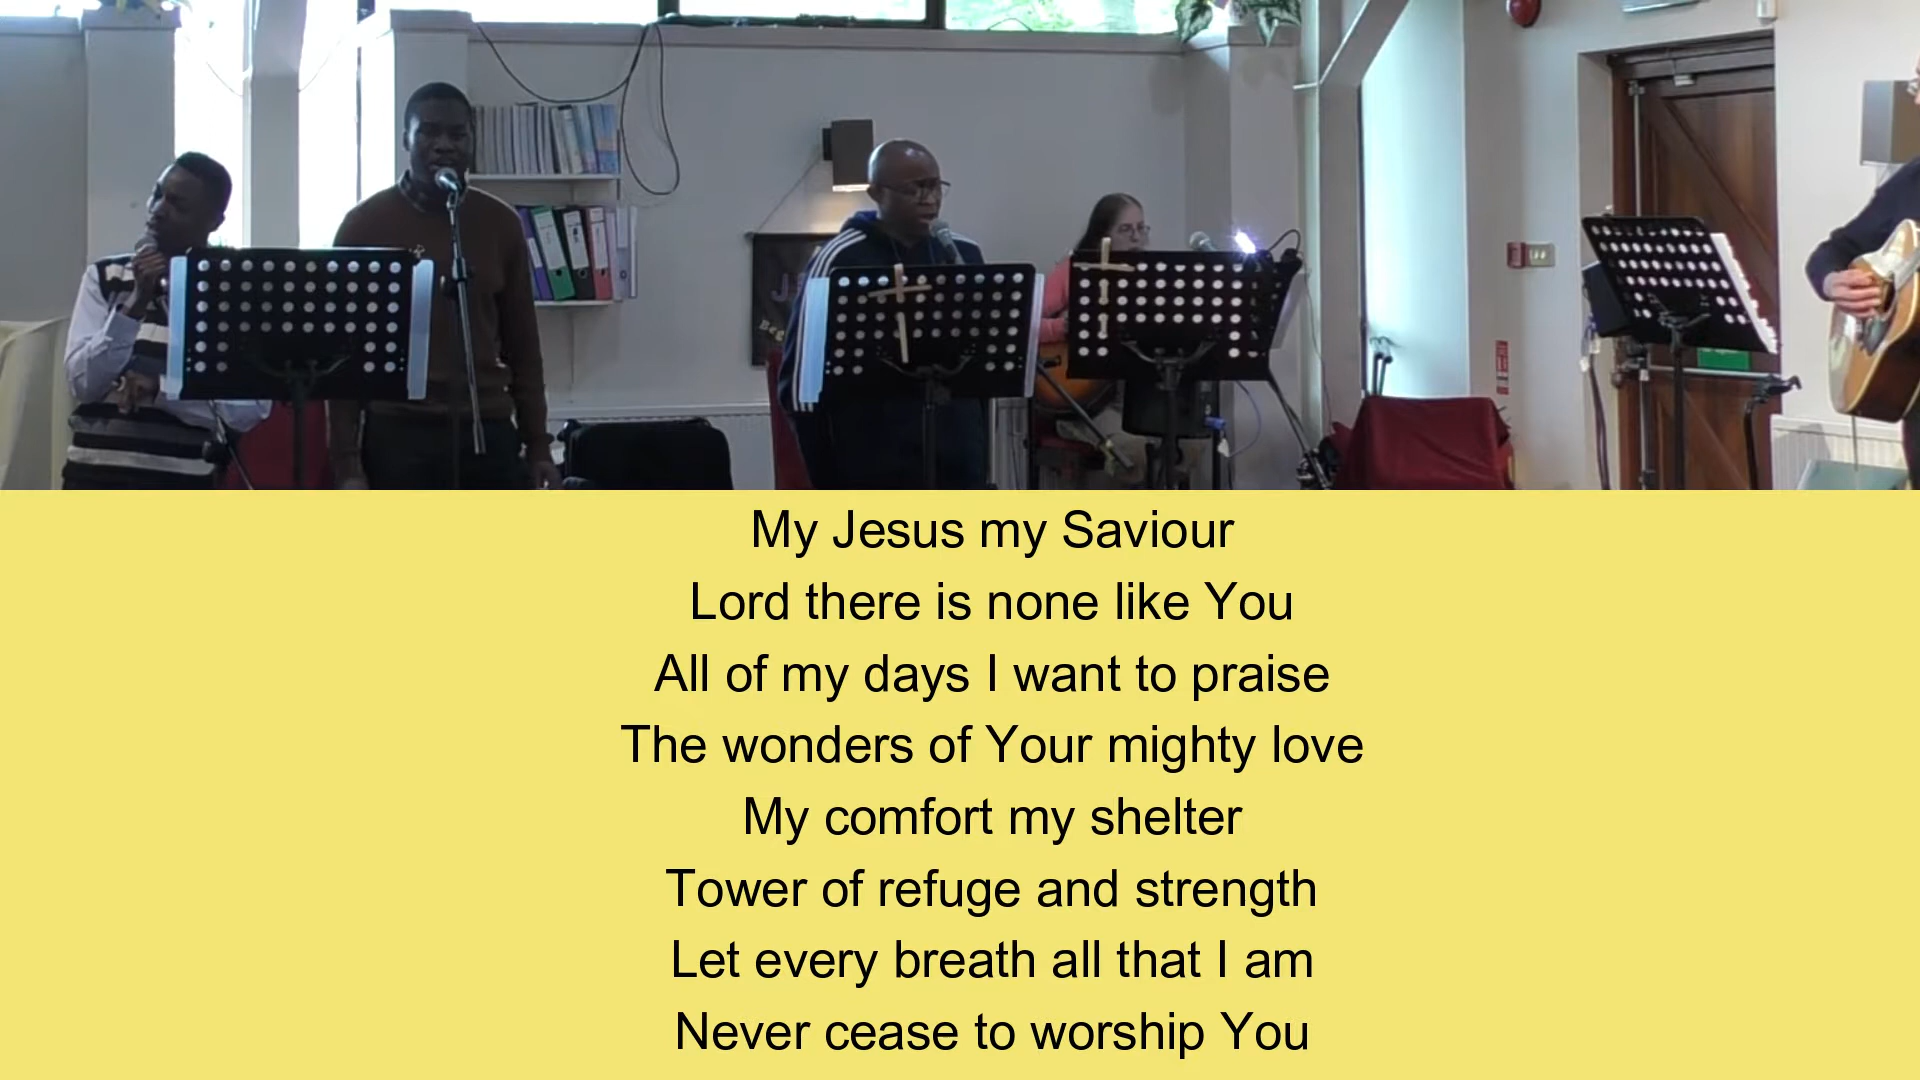 My Jesus my Saviour
Lord there is none like You
All of my days I want to praise
The wonders of Your mighty love
My comfort my shelter
Tower of refuge and strength
Let every breath all that I am
Never cease to worship You